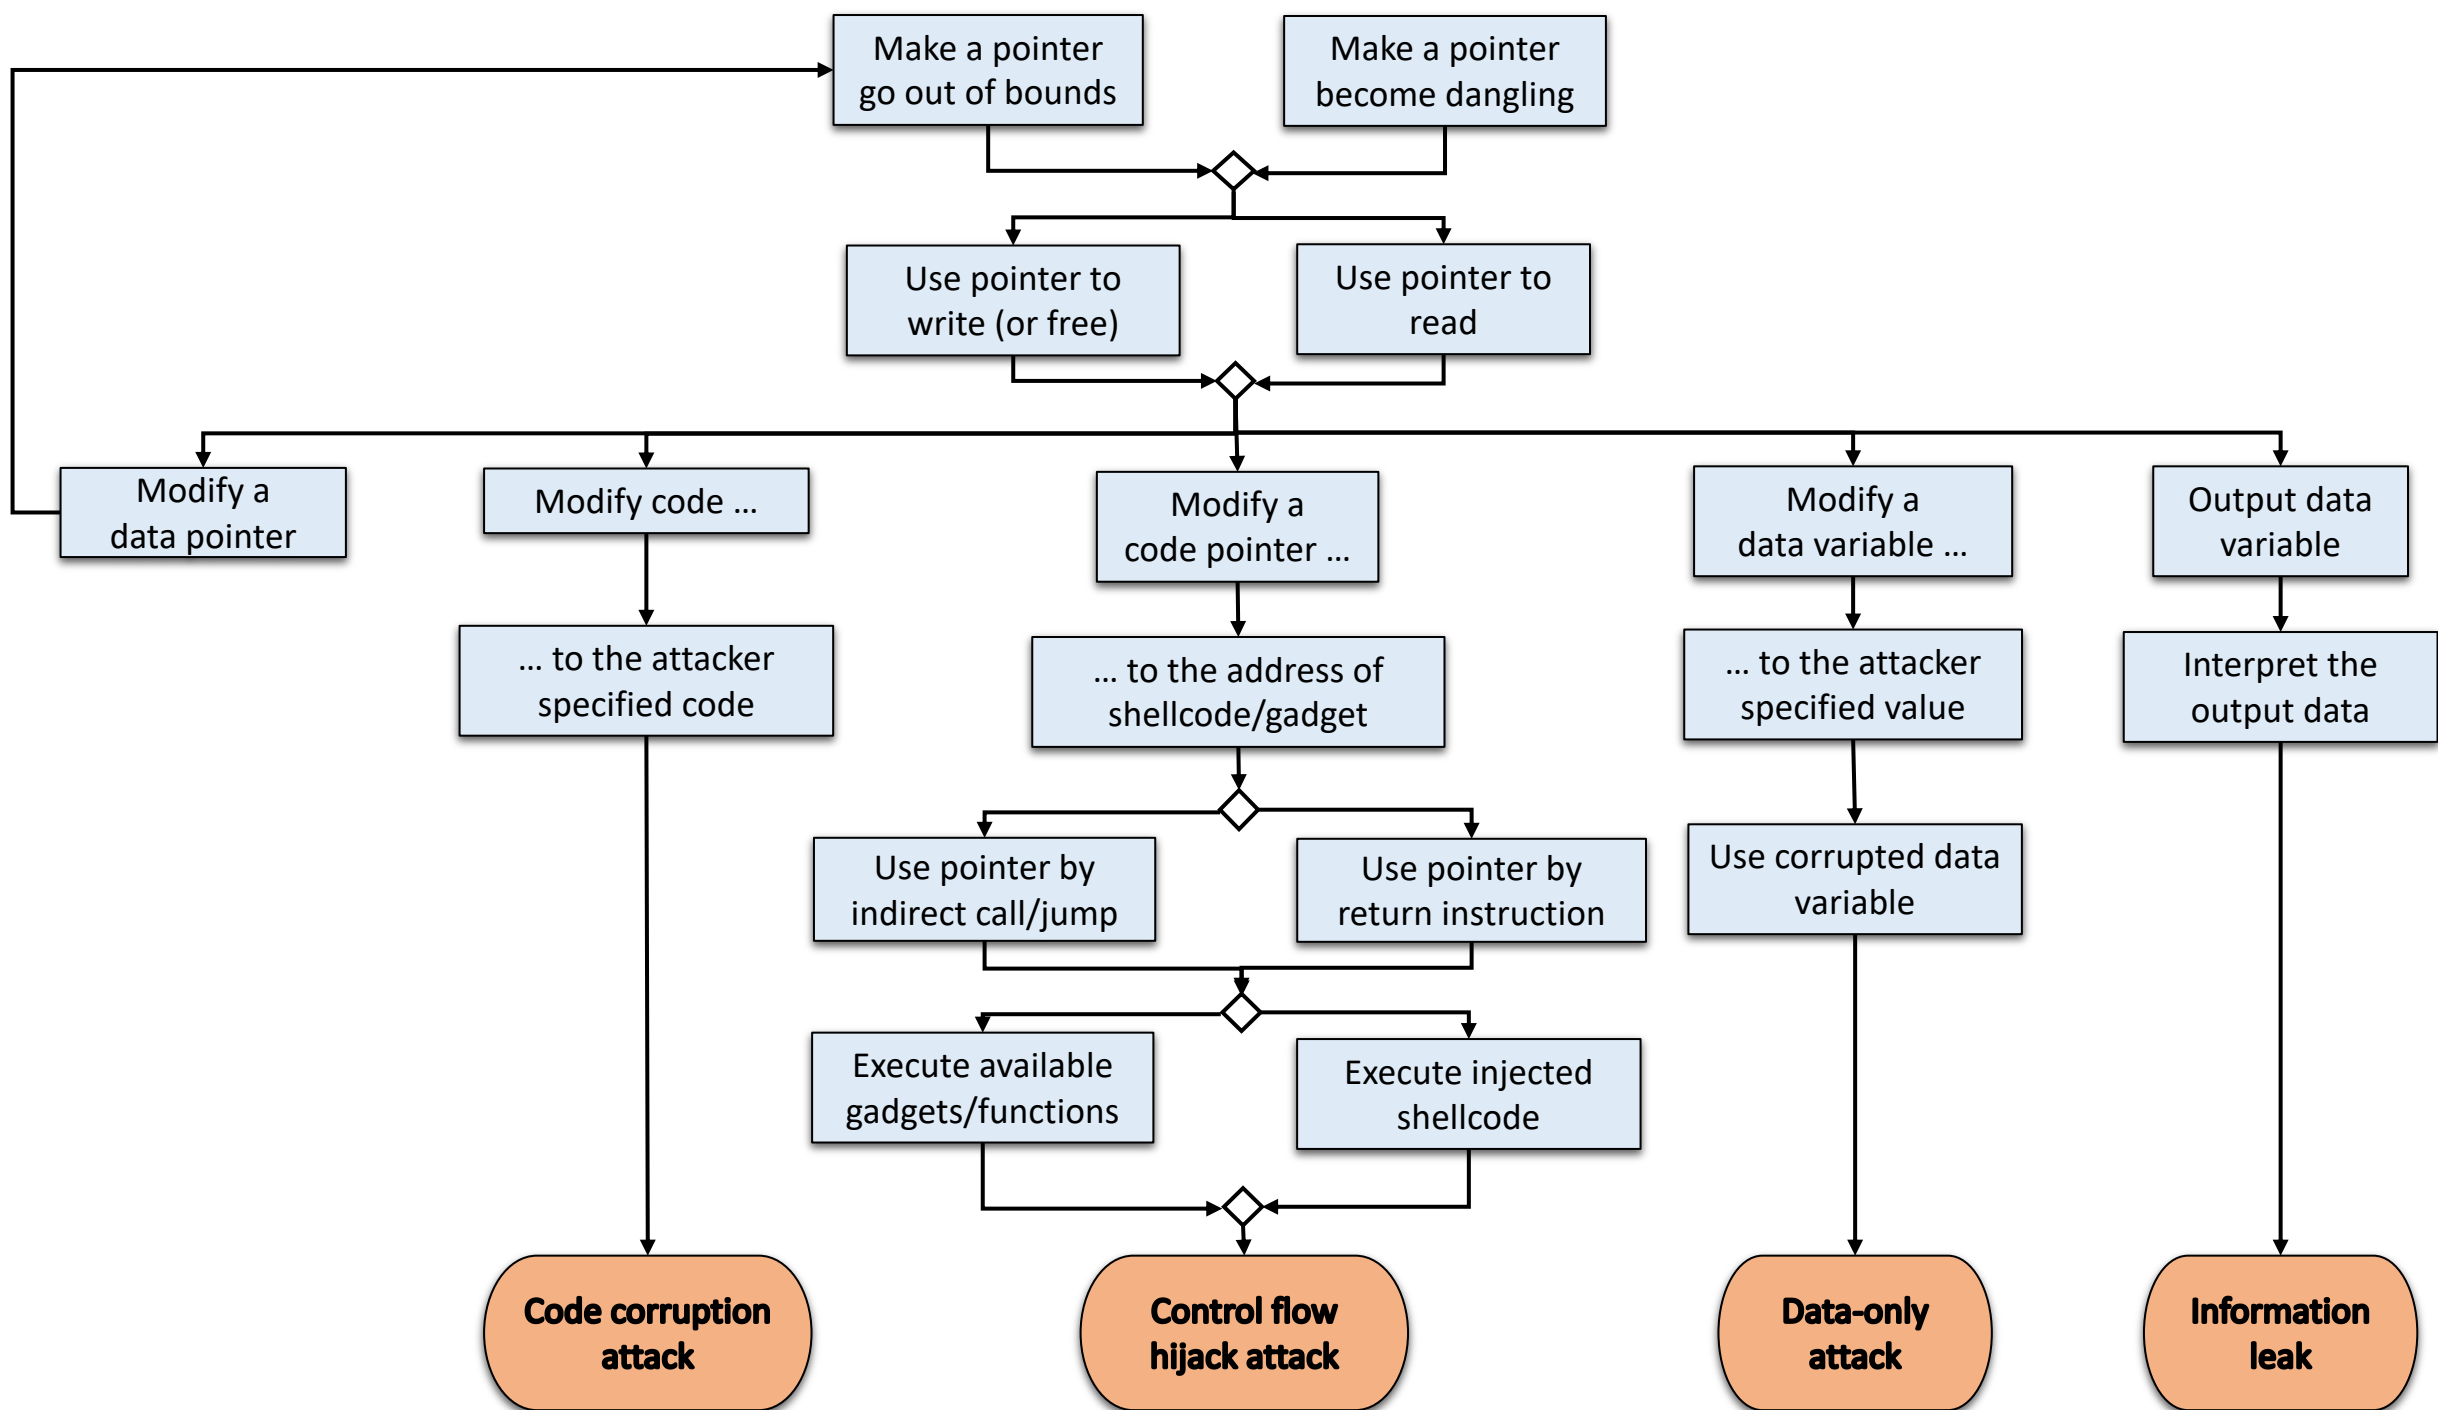 Make a pointer
go out of bounds
Make a pointer
become dangling
Use pointer to
write (or free)
Use pointer to
read
Modify a
data pointer
Modify code ...
Modify a
code pointer ...
Modify a
data variable ...
Output data
variable
... to the attacker
specified code
... to the address of
shellcode/gadget
... to the attacker
specified value
Interpret the
output data
Use pointer by
indirect call/jump
Use pointer by
return instruction
Use corrupted data
variable
Execute available
gadgets/functions
Execute injected
shellcode
Code corruption
attack
Control flow
hijack attack
Data-only
attack
Information
leak